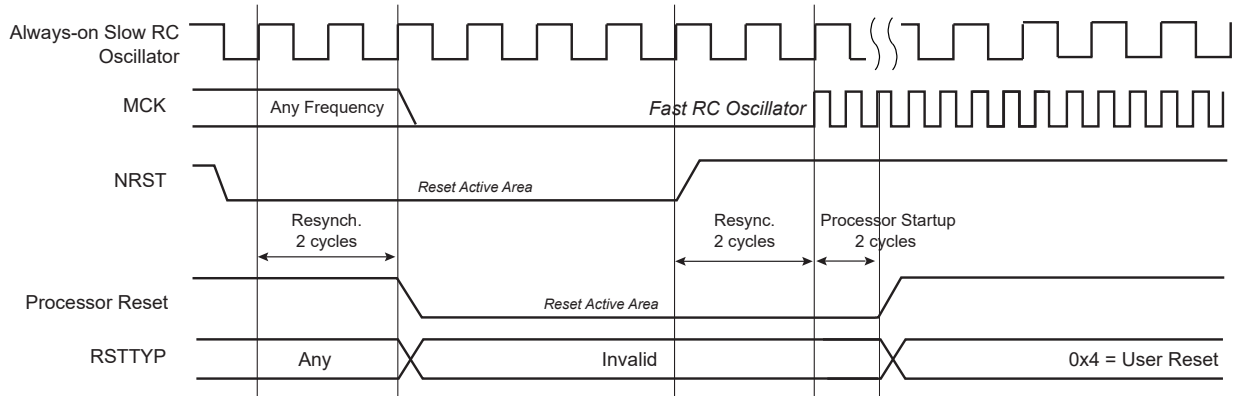 Always-on Slow RC
Oscillator
MCK
Any Frequency
Fast RC Oscillator
NRST
Reset Active Area
Resynch.
2 cycles
Resync.
2 cycles
Processor Startup
2 cycles
Processor Reset
Reset Active Area
RSTTYP
Any
Invalid
0x4 = User Reset